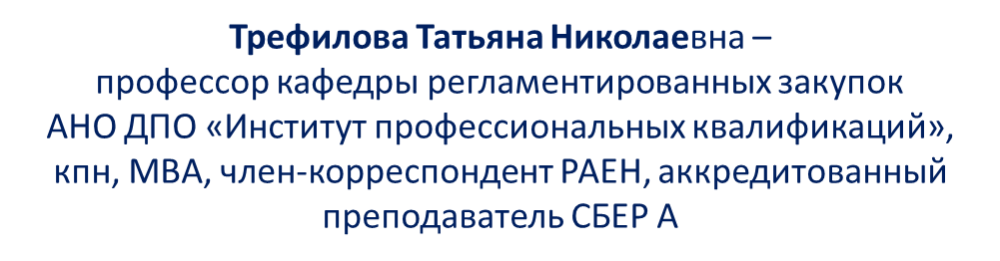 Трефилова Татьяна Николаевна –
профессор кафедры регламентированных закупок
АНО ДПО «Институт профессиональных квалификаций»,
кпн, МВА, член-корреспондент РАЕН, аккредитованный
преподаватель СБЕР А